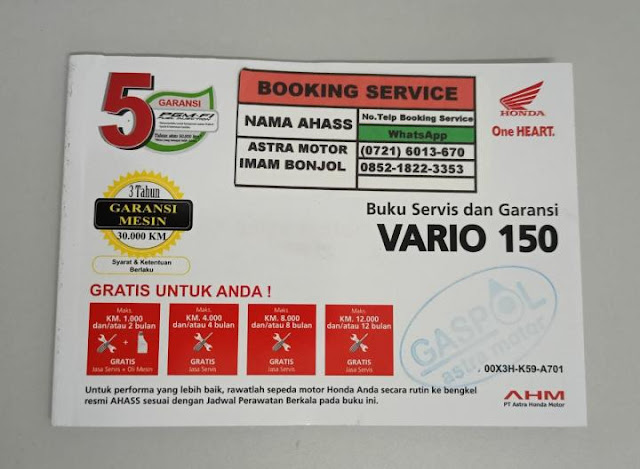 5
GARANSI
PGM-FI
BOOKING SERVICE
NAMA AHASS
No.Telp Booking Service
WhatsApp
ASTRA MOTOR
IMAM BONJOL
(0721) 6013-670
0852-1822-3353
HONDA
One HEART.
3 Tahun
GARANSI
MESIN
30.000 KM
Syarat & Ketentuan
Berlaku
Buku Servis dan Garansi
VARIO 150
GRATIS UNTUK ANDA !
Maks.
KM. 1.000
dan/atau 2 bulan
+
GRATIS
Jasa Servis + Oli Mesin
Maks.
KM. 4.000
dan/atau 4 bulan
GRATIS
Jasa Servis
Maks.
KM. 8.000
dan/atau 8 bulan
GRATIS
Jasa Servis
Maks.
KM. 12.000
dan/atau 12 bulan
GRATIS
Jasa Servis
GASPOL
astra motor
00X3H-K59-A701
Untuk performa yang lebih baik, rawatlah sepeda motor Honda Anda secara rutin ke bengkel
resmi AHASS sesuai dengan Jadwal Perawatan Berkala pada buku ini.
AHM
PT Astra Honda Motor